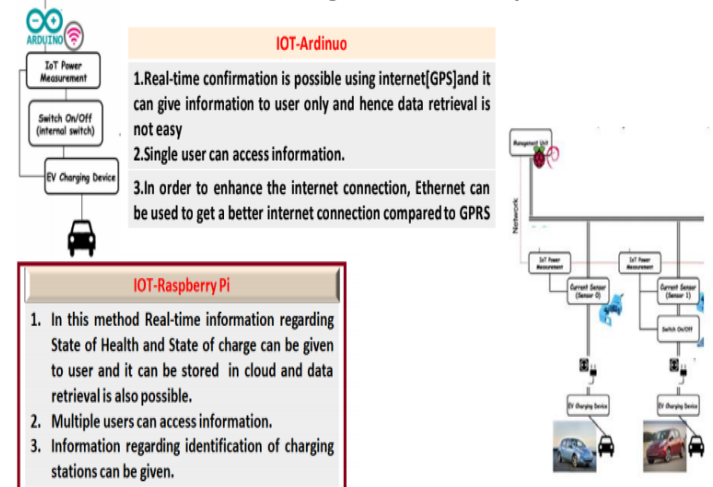 ARDUINO
IoT Power
Measurement
Switch On/Off
(internal switch)
EV Charging Device
IOT-Ardinuo
1.Real-time confirmation is possible using internet[GPS]and it
can give information to user only and hence data retrieval is
not easy
2.Single user can access information.
3.In order to enhance the internet connection, Ethernet can
be used to get a better internet connection compared to GPRS
IOT-Raspberry Pi
1. In this method Real-time information regarding
State of Health and State of charge can be given
to user and it can be stored in cloud and data
retrieval is also possible.
2. Multiple users can access information.
3. Information regarding identification of charging
stations can be given.
Management Unit
Network
IoT Power
Measurement
Current Sensor
(Sensor 0)
EV Charging Device
IoT Power
Measurement
Current Sensor
(Sensor 1)
Switch On/Off
EV Charging Device